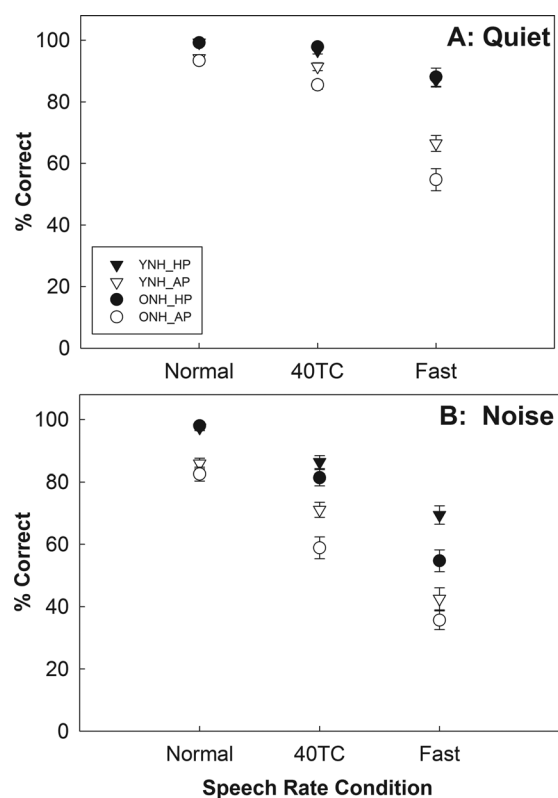 A: Quiet
100
80
60
40
20
0
% Correct
YNH_HP
YNH_AP
ONH_HP
ONH_AP
Normal 40TC Fast
B: Noise
100
80
60
40
20
0
% Correct
Normal 40TC Fast
Speech Rate Condition